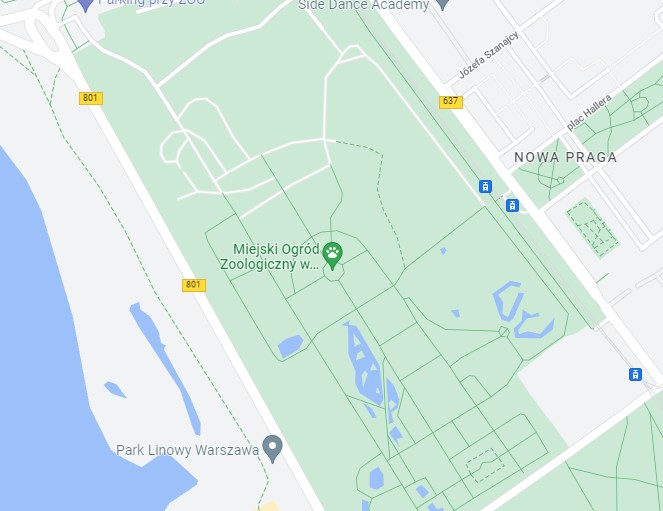 Parking przy ZOO
Side Dance Academy
Józefa Szanajcy
801
637
plac Hallera
NOWA PRAGA
Miejski Ogród
Zoologiczny w...
801
Park Linowy Warszawa